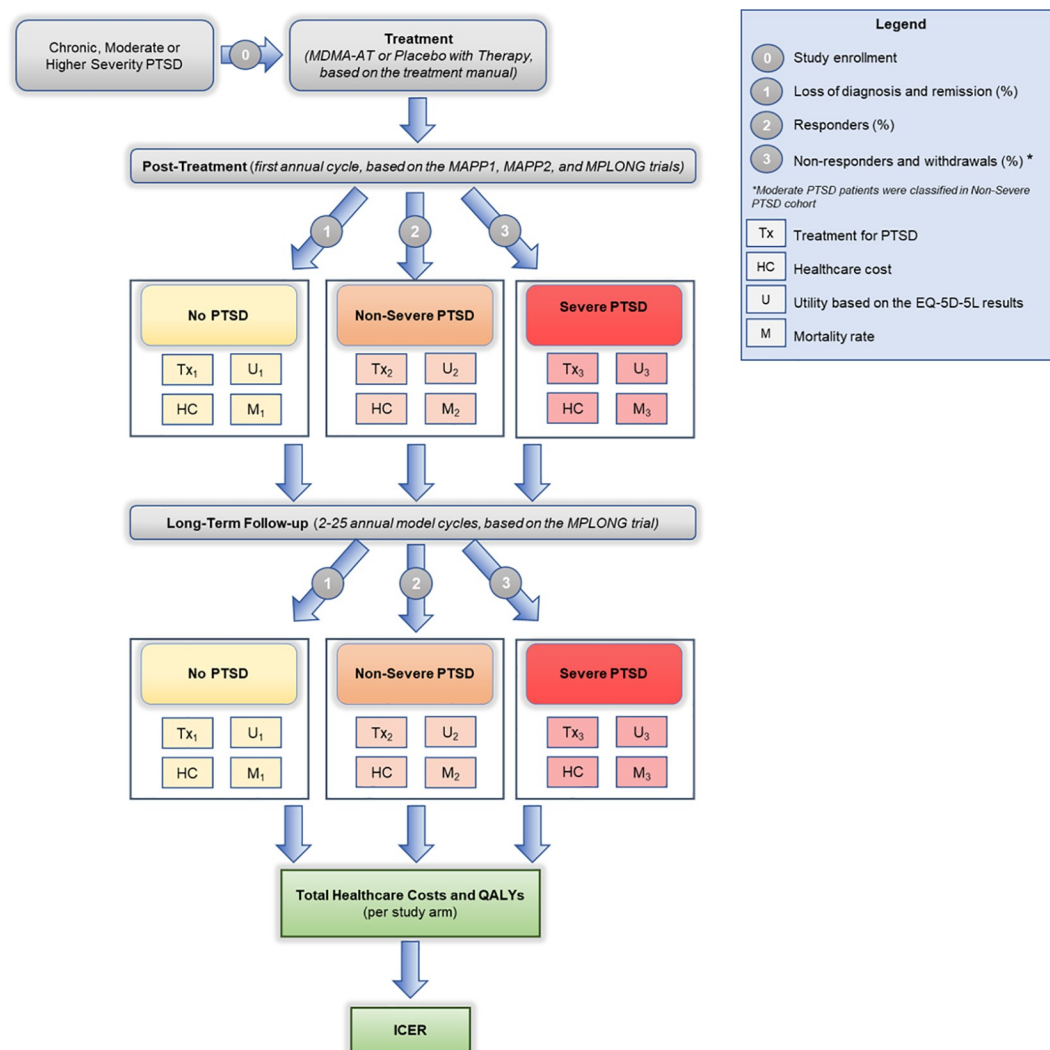 Chronic, Moderate or
Higher Severity PTSD
0
Treatment
(MDMA-AT or Placebo with Therapy,
based on the treatment manual)
Post-Treatment (first annual cycle, based on the MAPP1, MAPP2, and MPLONG trials)
1
2
3
No PTSD
Non-Severe PTSD
Severe PTSD
Tx₁ U₁
Tx₂ U₂
Tx₃ U₃
HC M₁
HC M₂
HC M₃
Long-Term Follow-up (2-25 annual model cycles, based on the MPLONG trial)
1
2
3
No PTSD
Non-Severe PTSD
Severe PTSD
Tx₁ U₁
Tx₂ U₂
Tx₃ U₃
HC M₁
HC M₂
HC M₃
Total Healthcare Costs and QALYs
(per study arm)
ICER
Legend
0 Study enrollment
1 Loss of diagnosis and remission (%)
2 Responders (%)
3 Non-responders and withdrawals (%) *
*Moderate PTSD patients were classified in Non-Severe
PTSD cohort
Tx Treatment for PTSD
HC Healthcare cost
U Utility based on the EQ-5D-5L results
M Mortality rate